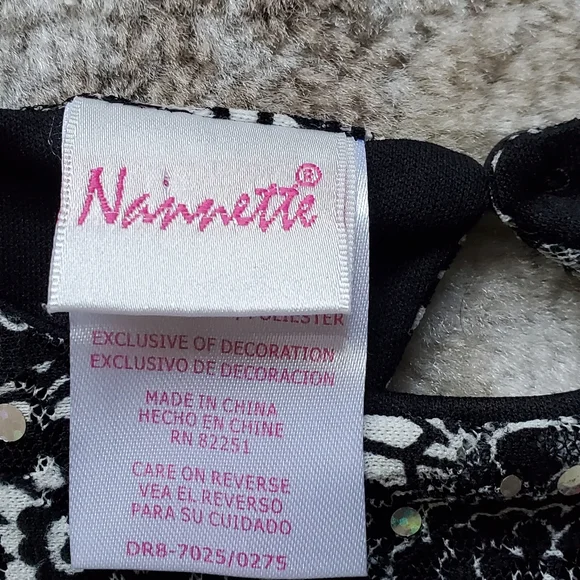 Nannette®
POLIESTER
EXCLUSIVE OF DECORATION
EXCLUSIVO DE DECORACION
MADE IN CHINA
HECHO EN CHINE
RN 82251
CARE ON REVERSE
VEA EL REVERSO
PARA SU CUIDADO
DR8-7025/0275